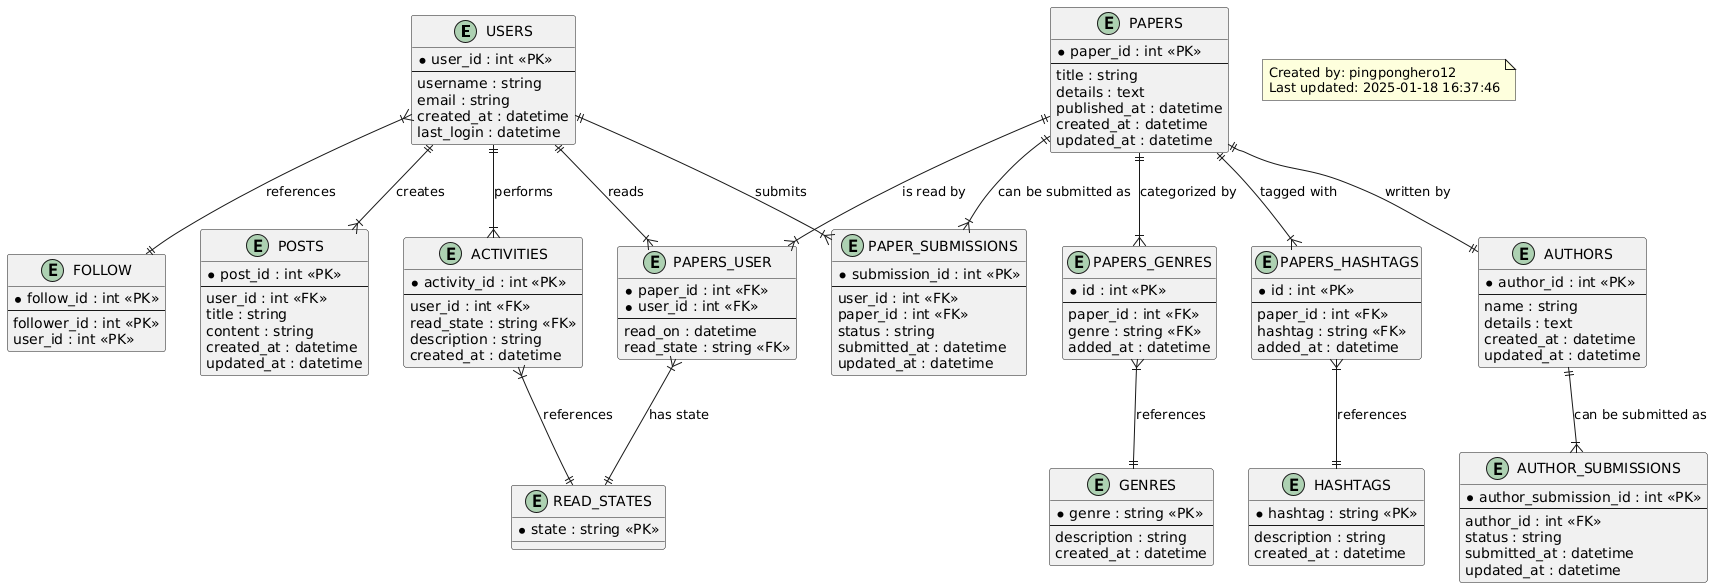 E USERS
* user_id : int «PK»
username : string
email : string
created_at : datetime
last_login : datetime
E PAPERS
* paper_id : int «PK»
title : string
details : text
published_at : datetime
created_at : datetime
updated_at : datetime
Created by: pingponghero12
Last updated: 2025-01-18 16:37:46
references
creates
performs
reads
submits
is read by
can be submitted as
categorized by
tagged with
written by
E FOLLOW
* follow_id : int «PK»
follower_id : int «PK»
user_id : int «PK»
E POSTS
* post_id : int «PK»
user_id : int «FK»
title : string
content : string
created_at : datetime
updated_at : datetime
E ACTIVITIES
* activity_id : int «PK»
user_id : int «FK»
read_state : string «FK»
description : string
created_at : datetime
E PAPERS_USER
* paper_id : int «FK»
* user_id : int «FK»
read_on : datetime
read_state : string «FK»
E PAPER_SUBMISSIONS
* submission_id : int «PK»
user_id : int «FK»
paper_id : int «FK»
status : string
submitted_at : datetime
updated_at : datetime
E PAPERS_GENRES
* id : int «PK»
paper_id : int «FK»
genre : string «FK»
added_at : datetime
E PAPERS_HASHTAGS
* id : int «PK»
paper_id : int «FK»
hashtag : string «FK»
added_at : datetime
E AUTHORS
* author_id : int «PK»
name : string
details : text
created_at : datetime
updated_at : datetime
references
has state
references
references
can be submitted as
E READ_STATES
* state : string «PK»
E GENRES
* genre : string «PK»
description : string
created_at : datetime
E HASHTAGS
* hashtag : string «PK»
description : string
created_at : datetime
E AUTHOR_SUBMISSIONS
* author_submission_id : int «PK»
author_id : int «FK»
status : string
submitted_at : datetime
updated_at : datetime